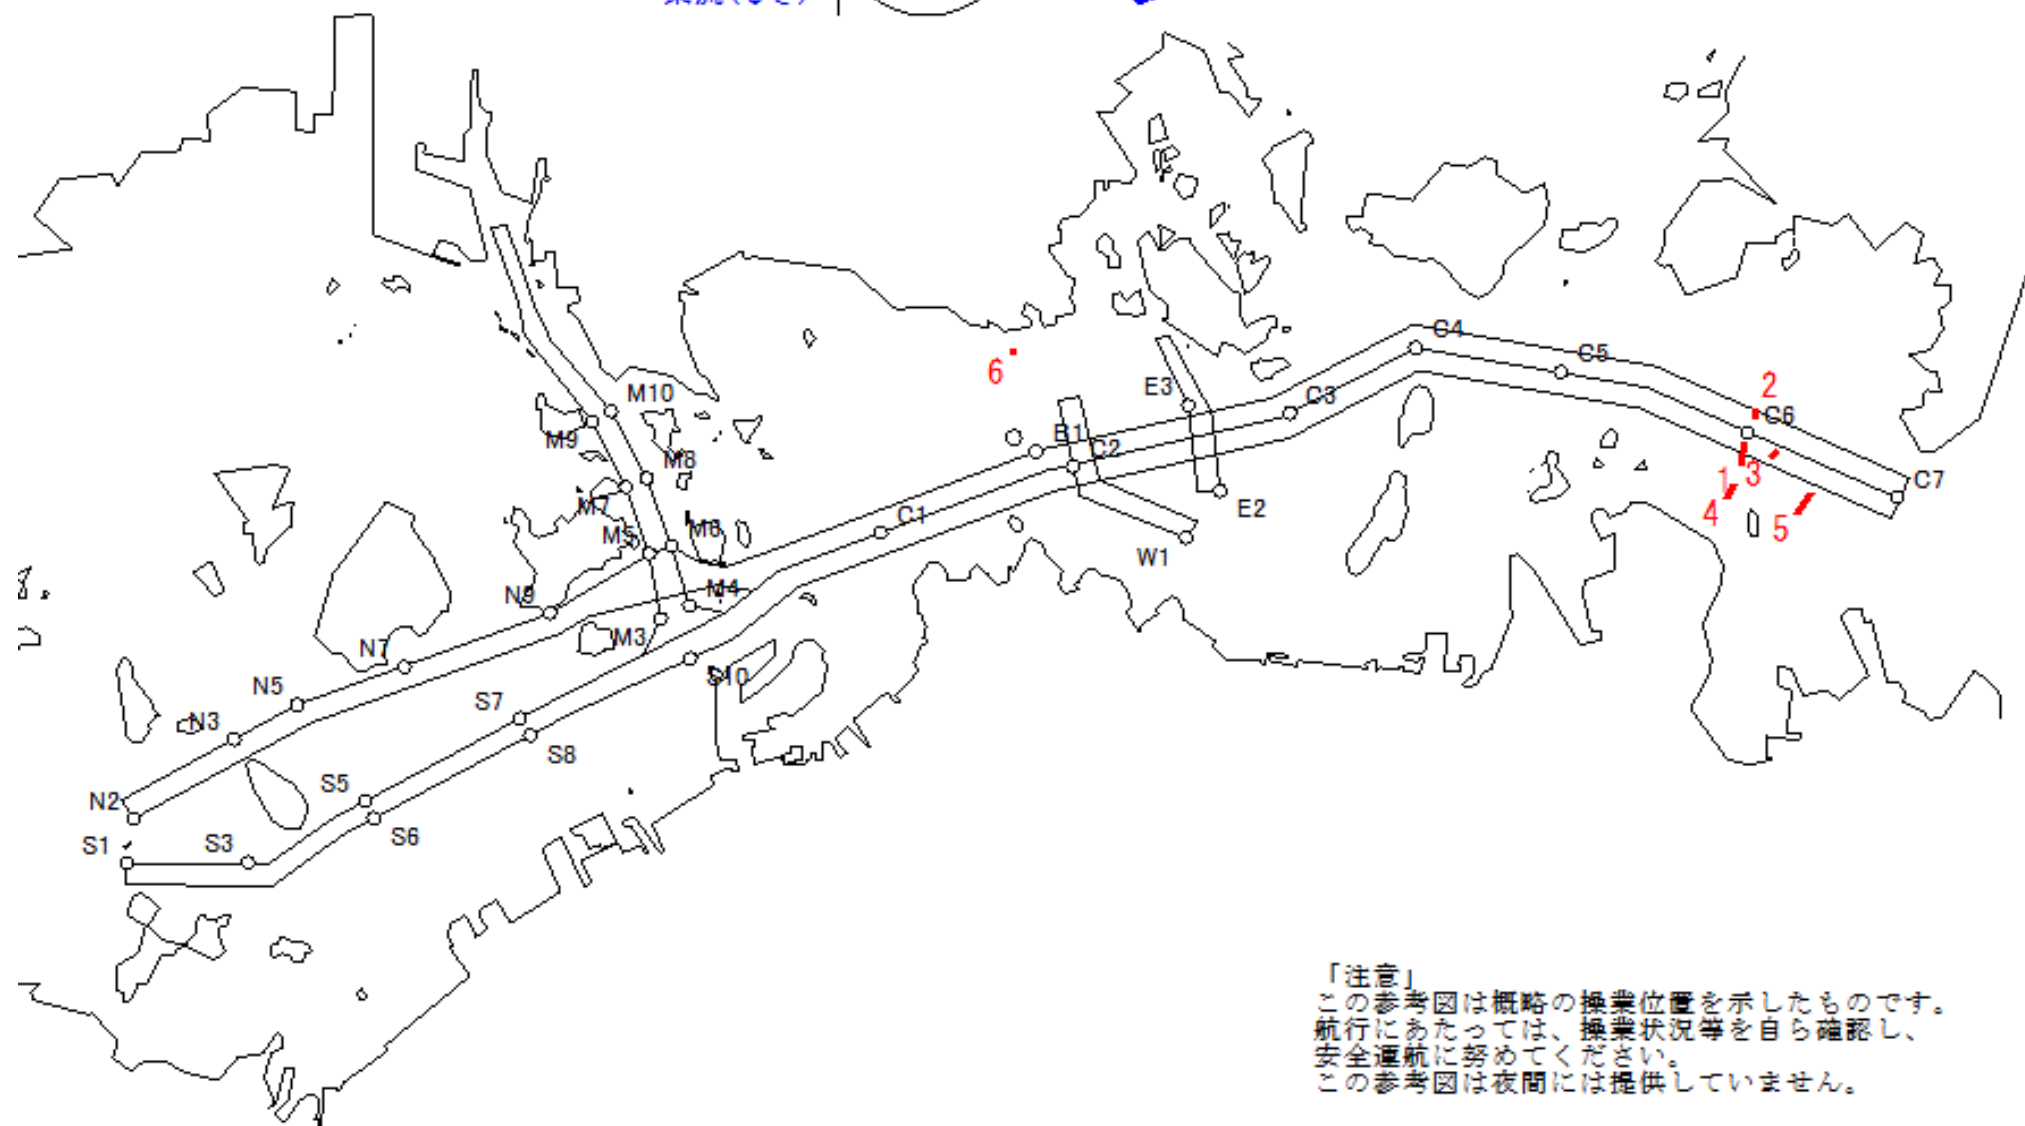 C4
C5
6
E3
2
M10
C3
C6
B1
M9
C2
M8
1
3
C7
M7
E2
4
5
C1
M5
M6
W1
N9
M4
M3
N7
S10
N5
S7
N3
S8
S5
N2
S6
S1
S3
「注意」
この参考図は概略の操業位置を示したものです。
航行にあたっては、操業状況等を自ら確認し、
安全運航に努めてください。
この参考図は夜間には提供していません。